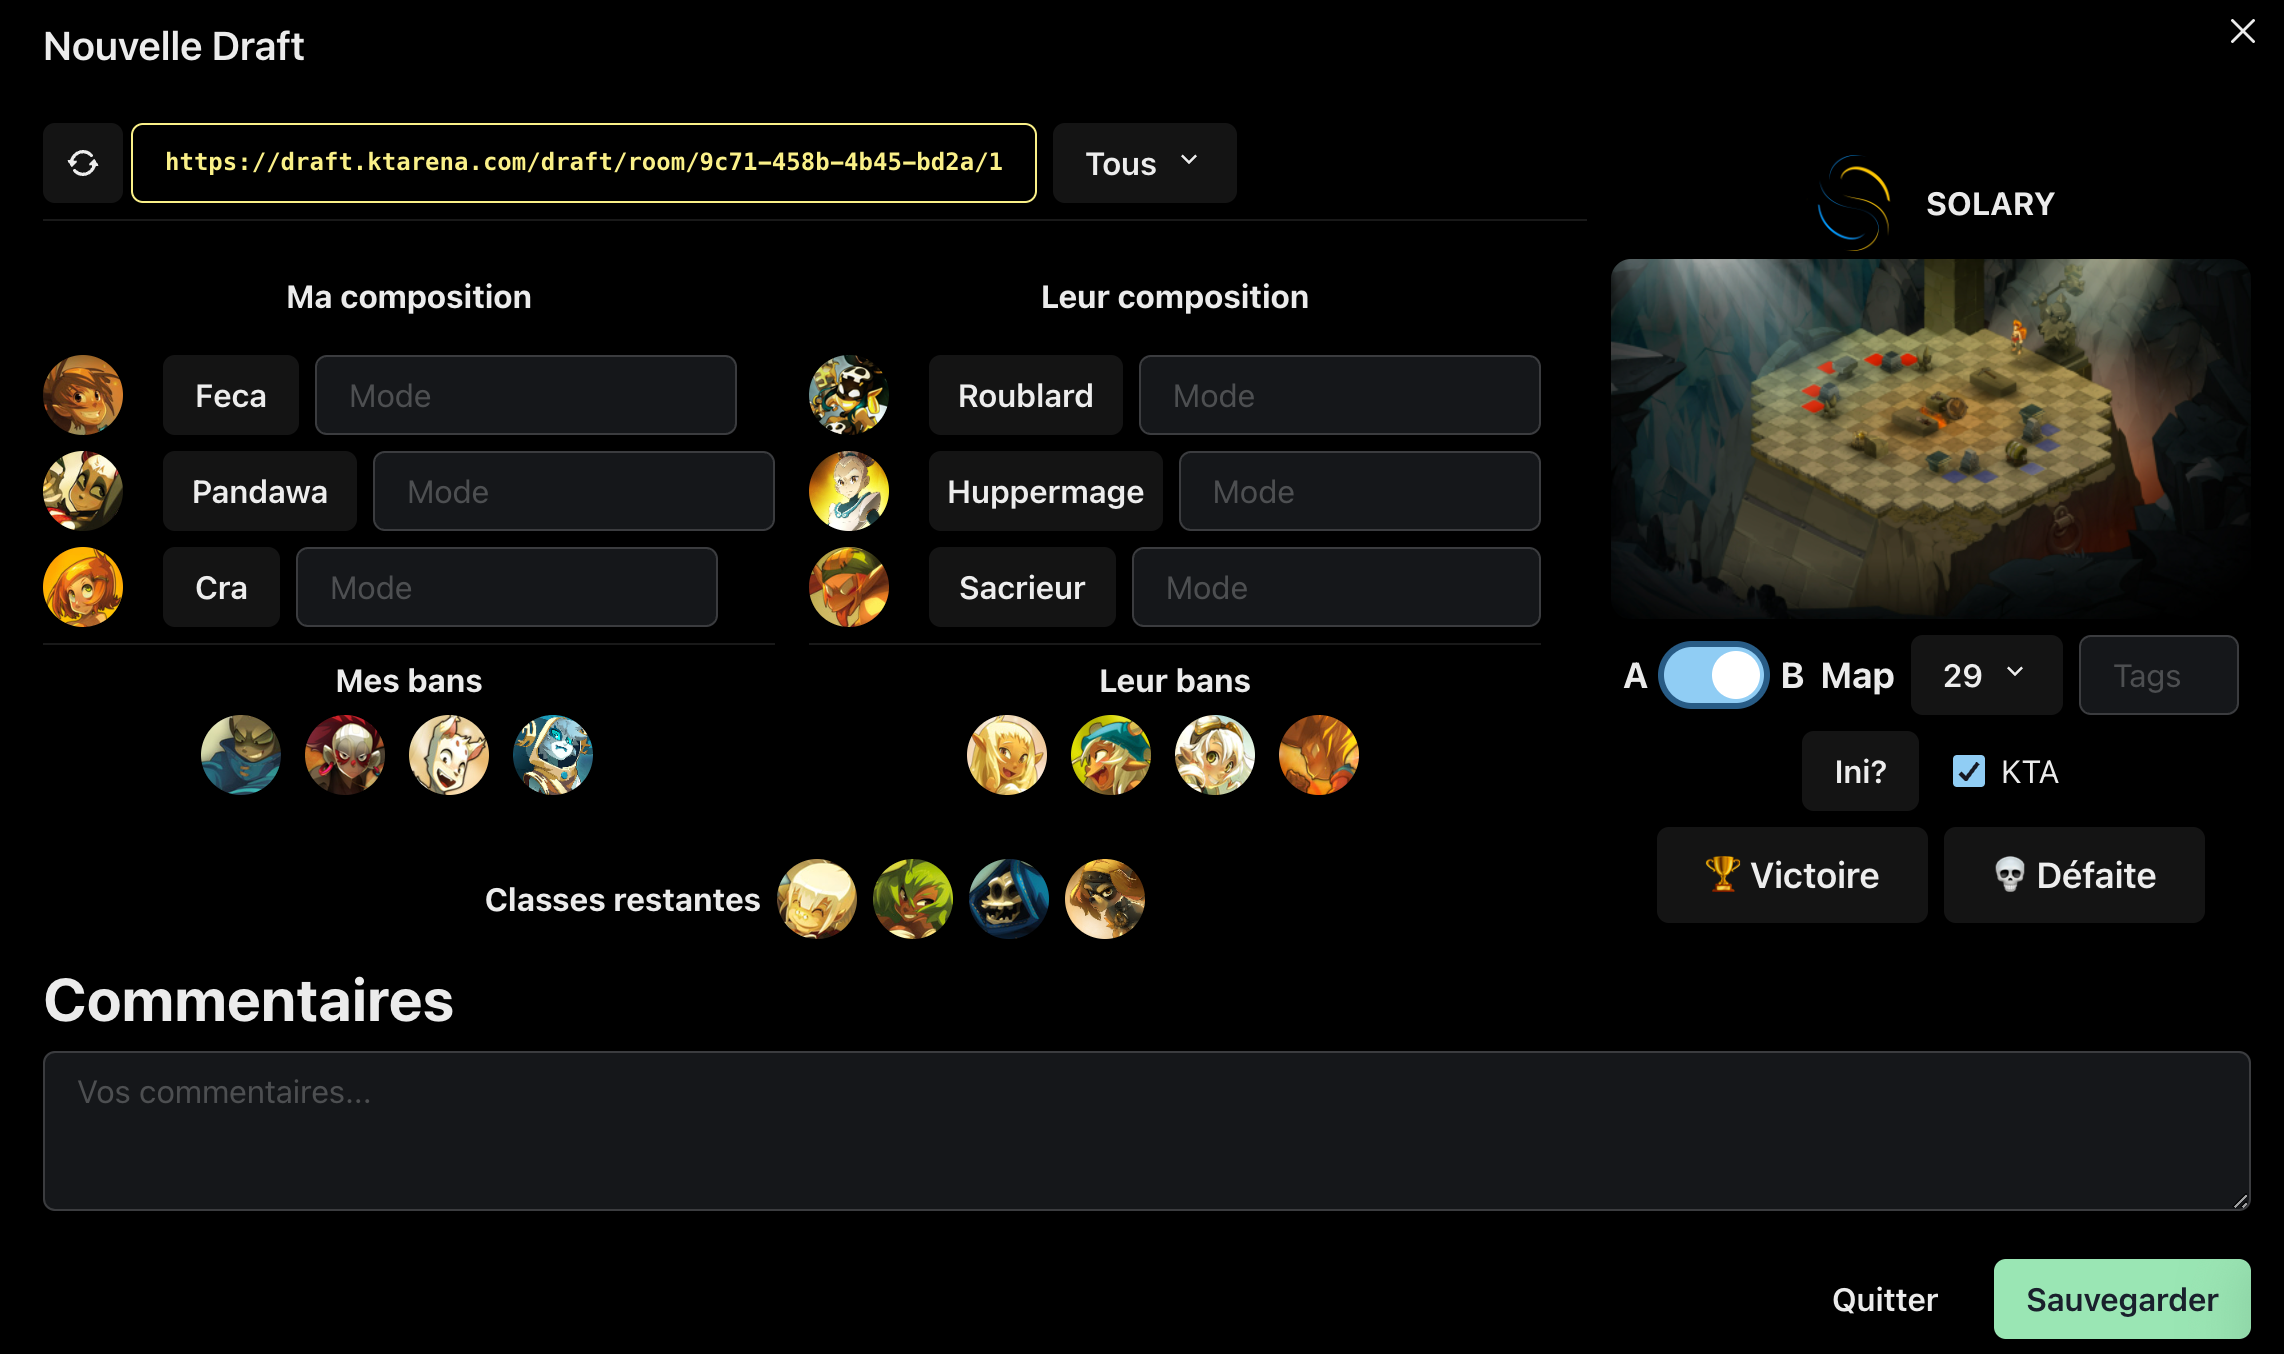 Nouvelle Draft
https://draft.ktarena.com/draft/room/9c71-458b-4b45-bd2a/1
Tous
SOLARY
Ma composition
Leur composition
Feca
Mode
Roublard
Mode
Pandawa
Mode
Huppermage
Mode
Cra
Mode
Sacrieur
Mode
A
B
Map
29
Tags
Mes bans
Leur bans
Ini?
KTA
🏆 Victoire
💀 Défaite
Classes restantes
Commentaires
Vos commentaires...
Quitter
Sauvegarder